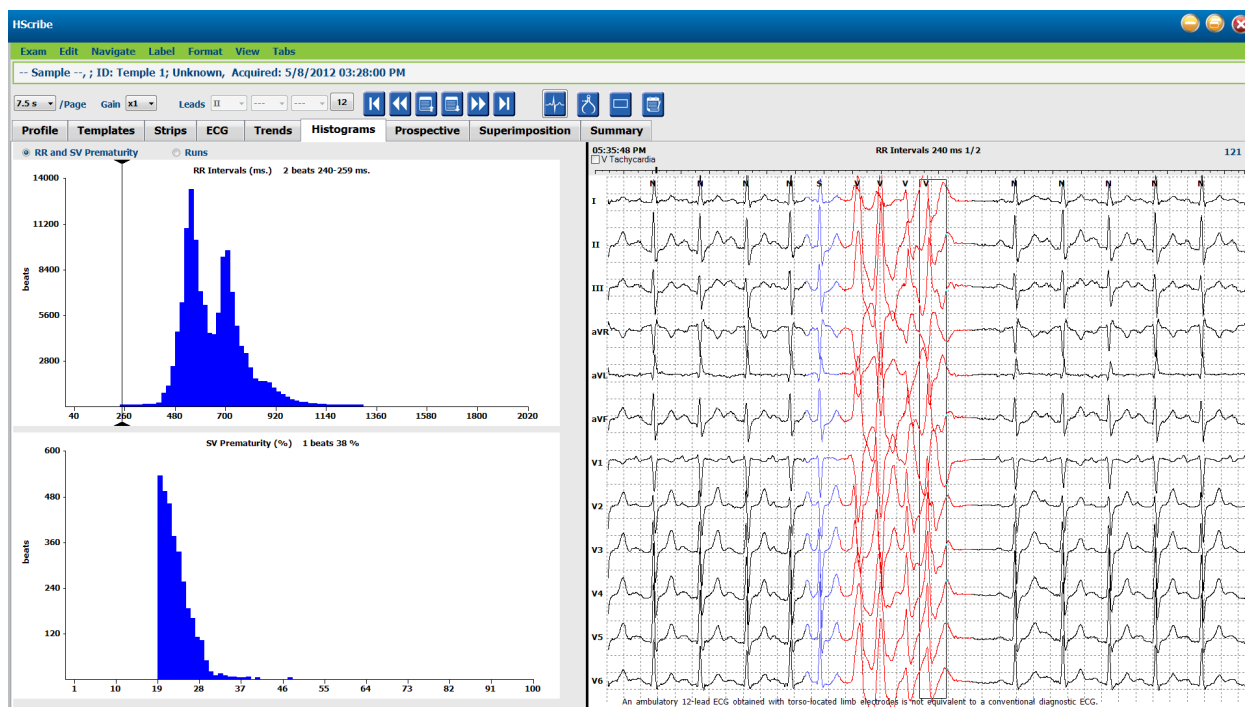 HScribe
Exam Edit Navigate Label Format View Tabs
-- Sample --, ; ID: Temple 1; Unknown, Acquired: 5/8/2012 03:28:00 PM
7.5 s /Page Gain x1 Leads II --- --- 12
Profile Templates Strips ECG Trends Histograms Prospective Superimposition Summary
RR and SV Prematurity Runs
RR Intervals (ms.) 2 beats 240-259 ms.
14000
11200
8400
5600
2800
beats
40 260 480 700 920 1140 1360 1580 1800 2020
SV Prematurity (%) 1 beats 38 %
600
480
360
240
120
beats
1 10 19 28 37 46 55 64 73 82 91 100
05:35:48 PM RR Intervals 240 ms 1/2 121
V Tachycardia
N N N N S V V V V N N N N N
I
II
III
aVR
aVL
aVF
V1
V2
V3
V4
V5
V6
An ambulatory 12-lead ECG obtained with torso-located limb electrodes is not equivalent to a conventional diagnostic ECG.